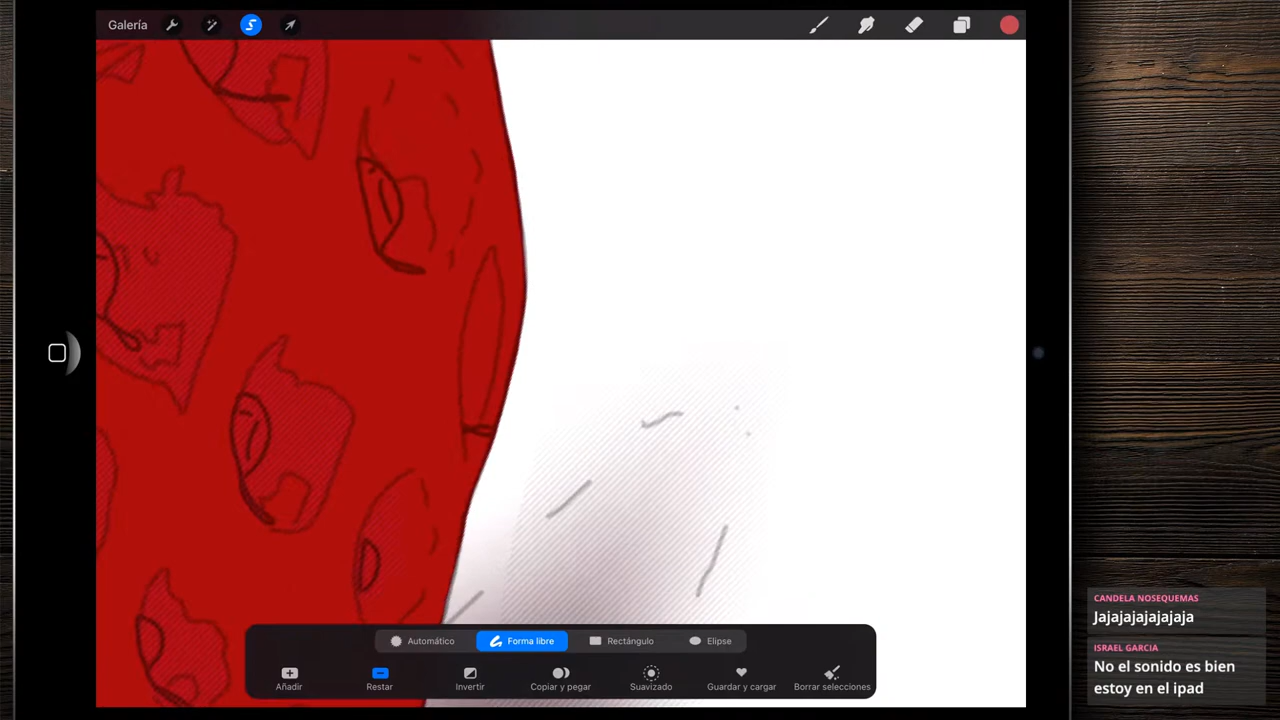 Galería
Automático
Forma libre
Rectángulo
Elipse
Añadir
Restar
Invertir
Copiar y pegar
Suavizado
Guardar y cargar
Borrar selecciones
CANDELA NOSEQUEMAS
Jajajajajajaja
ISRAEL GARCIA
No el sonido es bien
estoy en el ipad